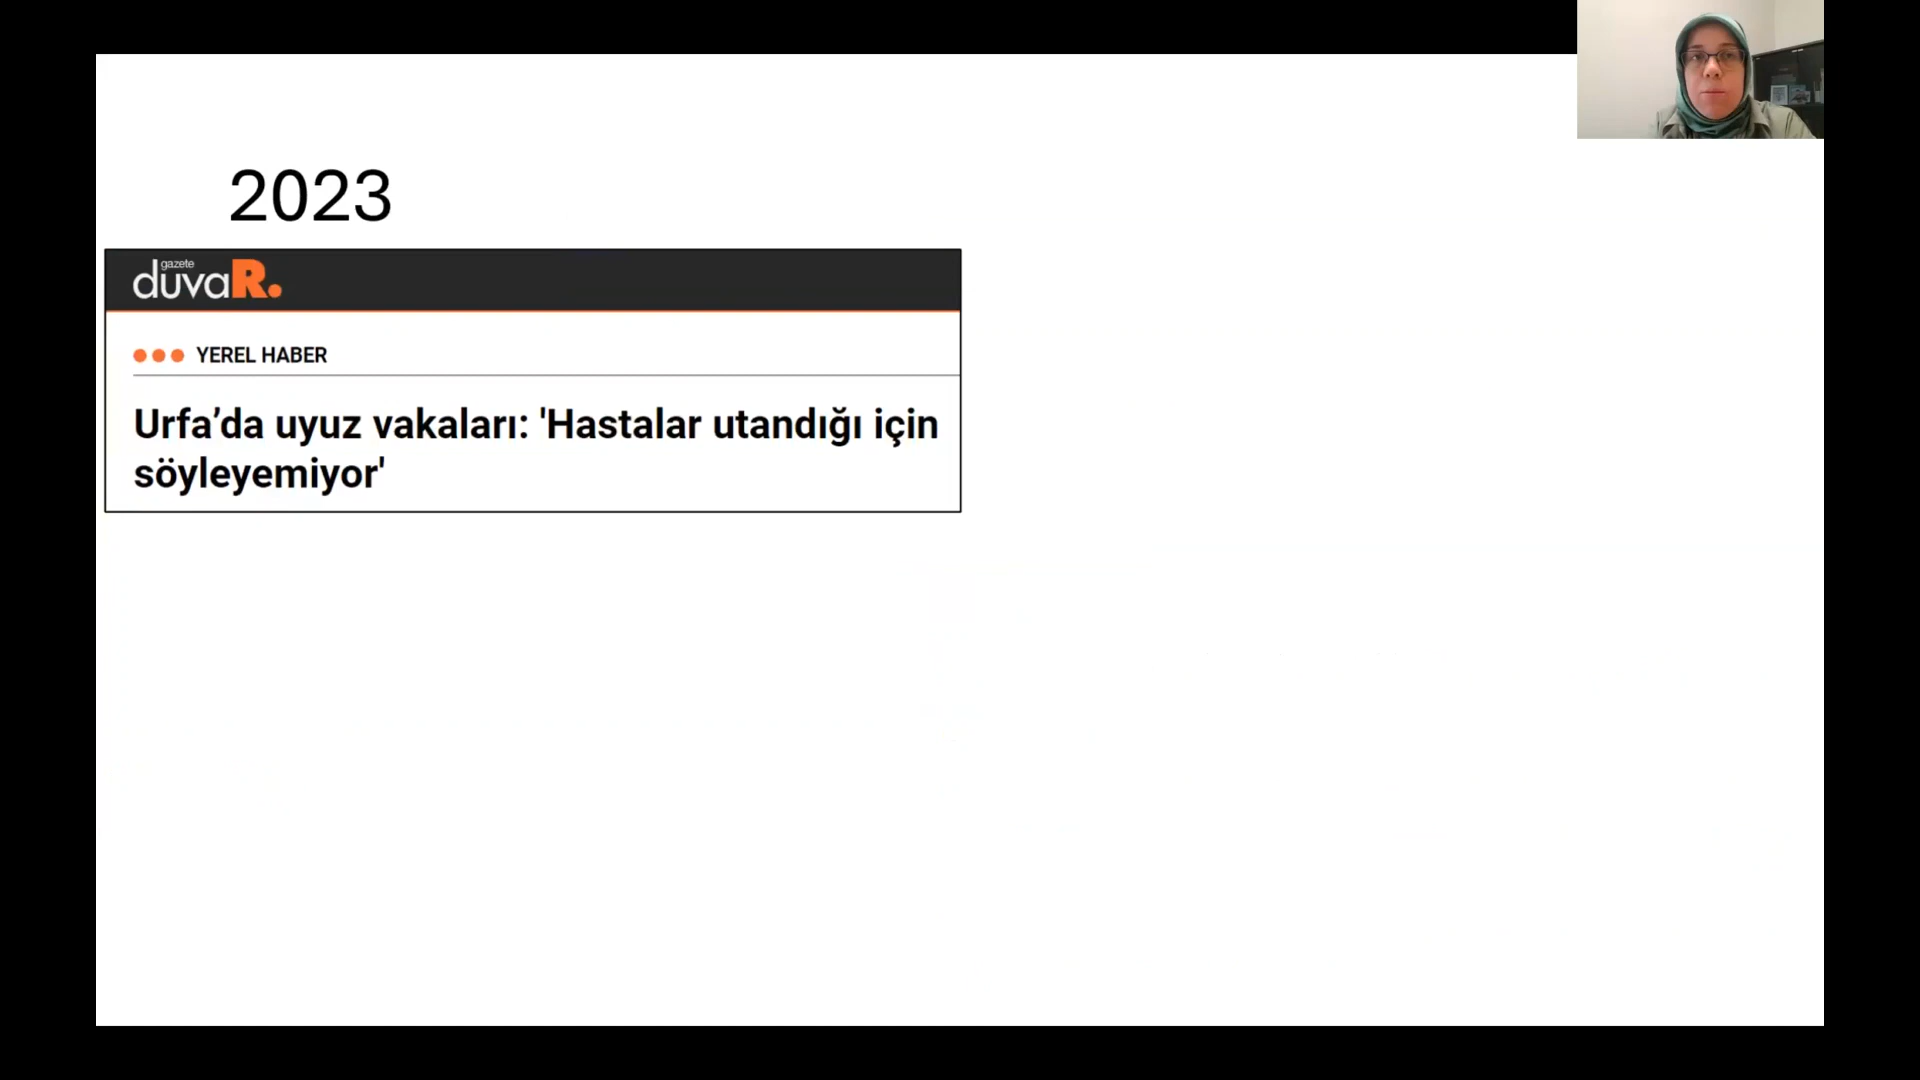 2023
gazete
duvaR.
YEREL HABER
Urfa’da uyuz vakaları: 'Hastalar utandığı için
söyleyemiyor'